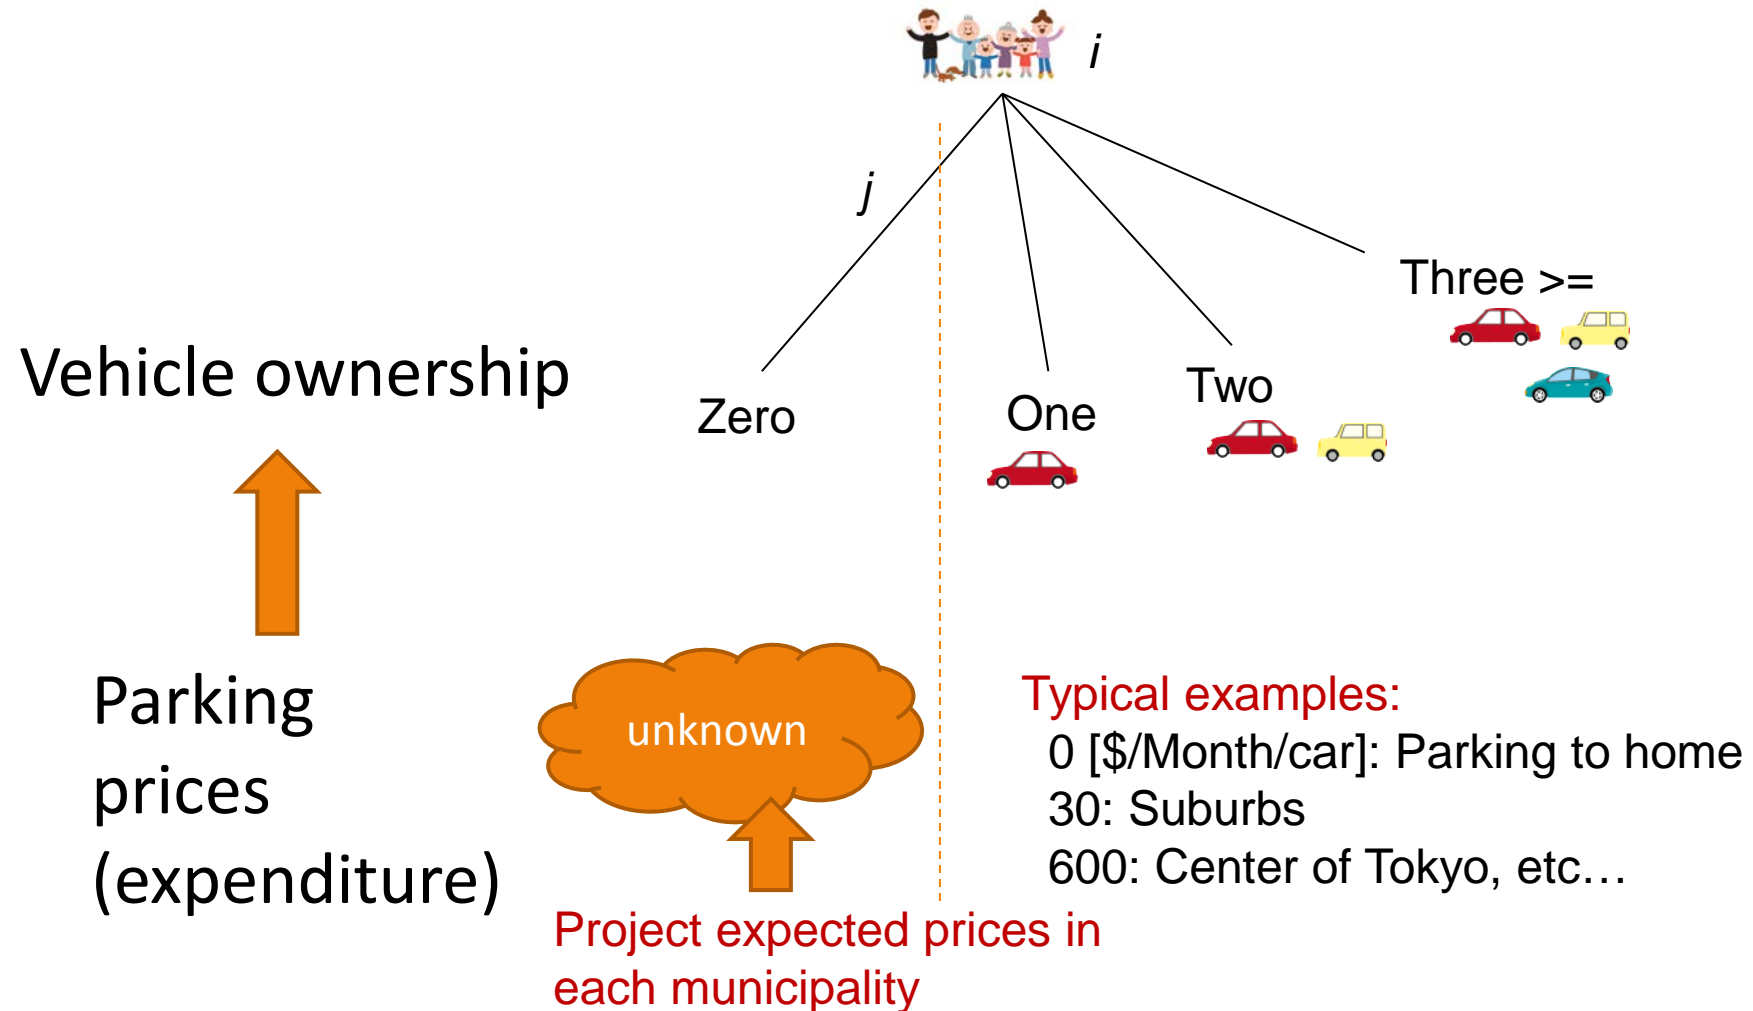 i
j
Three >=
Vehicle ownership
Two
Zero
One
Parking
prices
(expenditure)
unknown
Typical examples:
0 [$/Month/car]: Parking to home
30: Suburbs
600: Center of Tokyo, etc…
Project expected prices in
each municipality